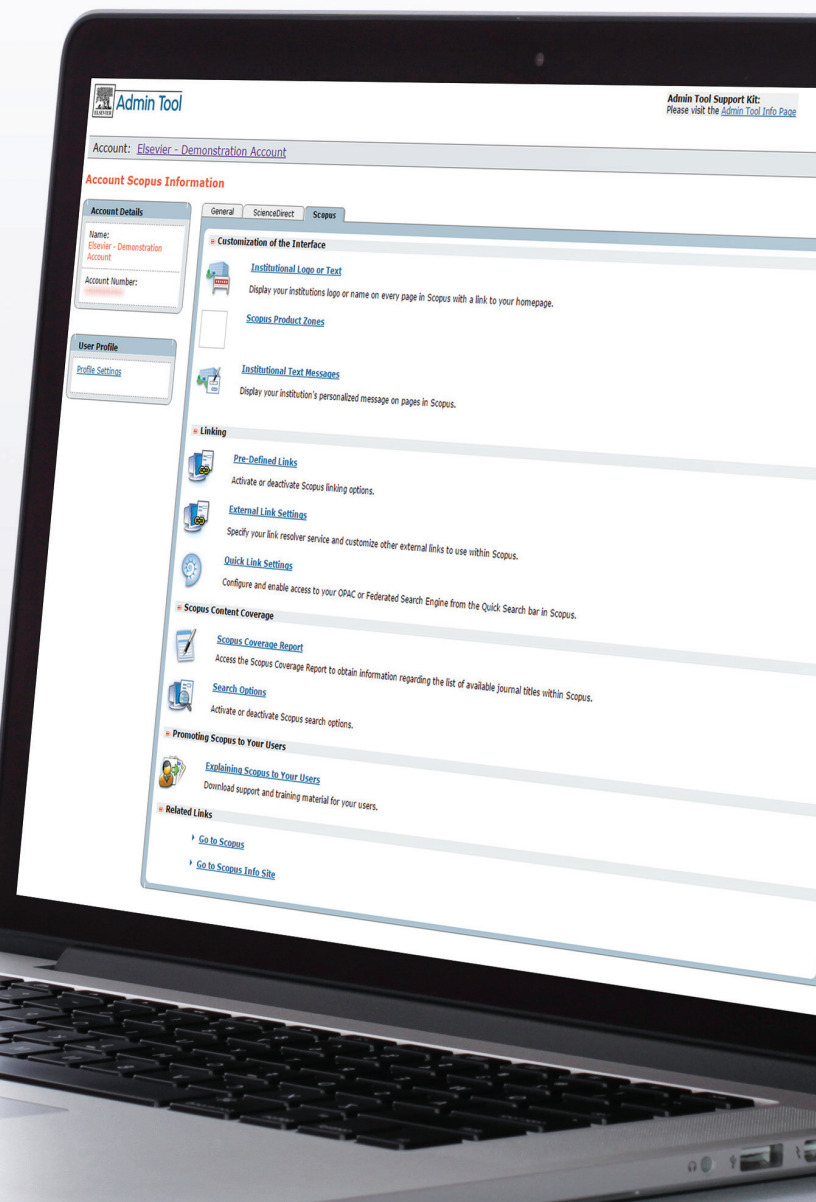 ELSEVIER
Admin Tool
Admin Tool Support Kit:
Please visit the Admin Tool Info Page
Account: Elsevier - Demonstration Account
Account Scopus Information
Account Details
Name:
Elsevier - Demonstration
Account
Account Number:
User Profile
Profile Settings
General
ScienceDirect
Scopus
Customization of the Interface
Institutional Logo or Text
Display your institutions logo or name on every page in Scopus with a link to your homepage.
Scopus Product Zones
Institutional Text Messages
Display your institution's personalized message on pages in Scopus.
Linking
Pre-Defined Links
Activate or deactivate Scopus linking options.
External Link Settings
Specify your link resolver service and customize other external links to use within Scopus.
Quick Link Settings
Configure and enable access to your OPAC or Federated Search Engine from the Quick Search bar in Scopus.
Scopus Content Coverage
Scopus Coverage Report
Access the Scopus Coverage Report to obtain information regarding the list of available journal titles within Scopus.
Search Options
Activate or deactivate Scopus search options.
Promoting Scopus to Your Users
Explaining Scopus to Your Users
Download support and training material for your users.
Related Links
Go to Scopus
Go to Scopus Info Site